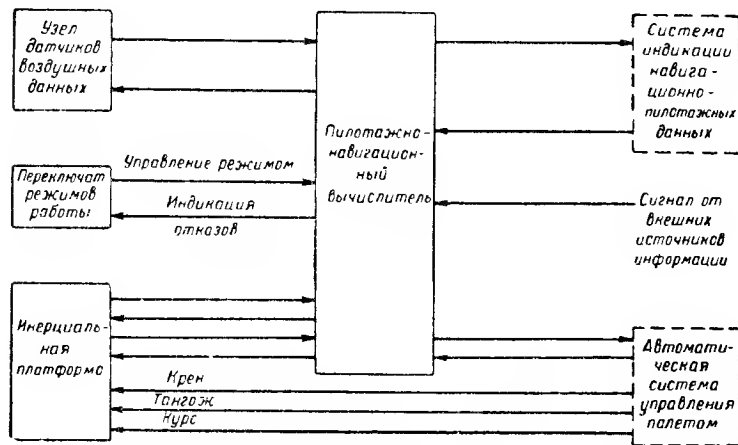 Узел
датчиков
воздушных
данных
Переключат
режимов
работы
Инерциаль-
ная
платформа
Управление режимом
Индикация
отказов
Крен
Тангаж
Курс
Пилотажно-
навигацион-
ный
вычислитель
Система
индикации
навига-
ционно-
пилотажных
данных
Сигнал от
внешних
источников
информации
Автомати-
ческая
система
управления
палетом